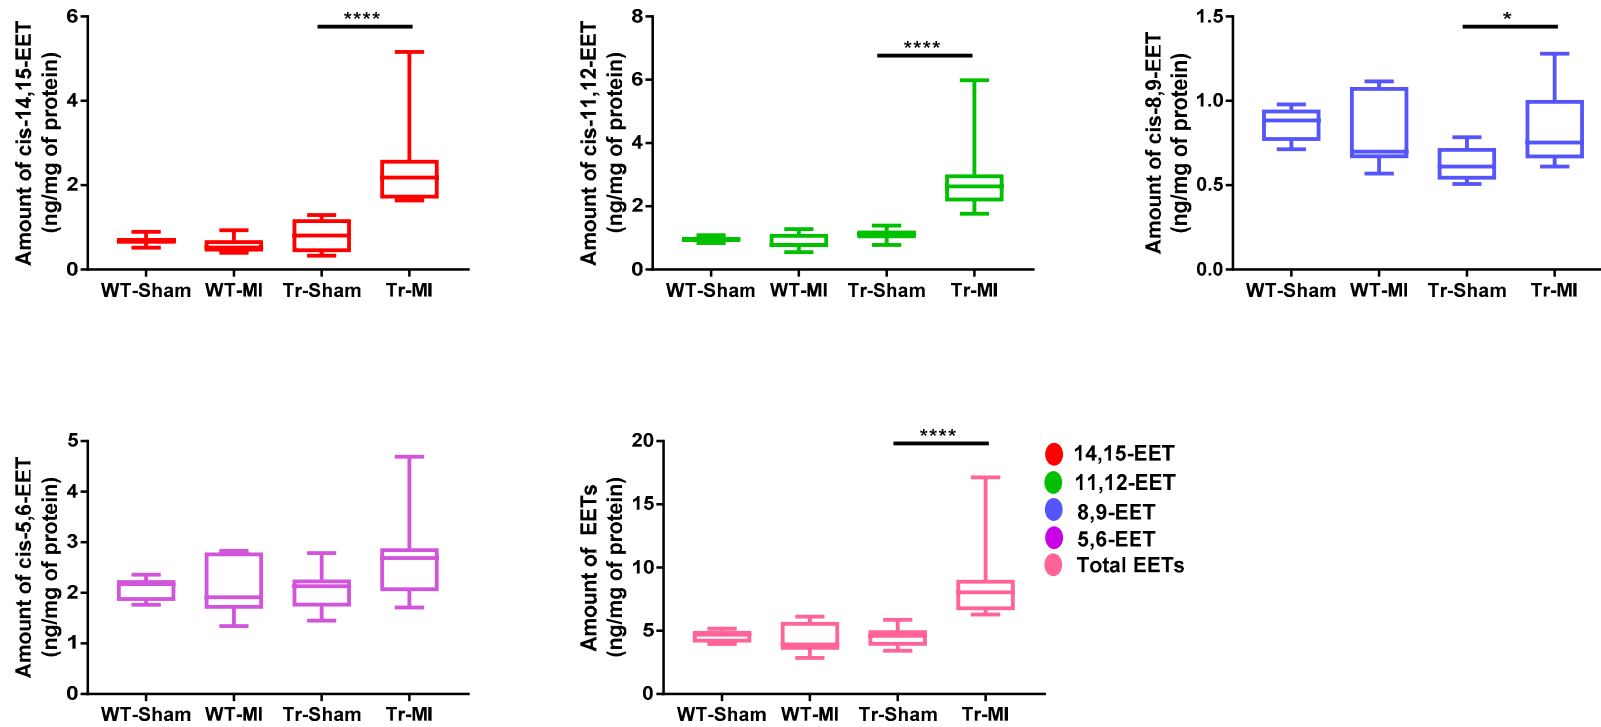 Amount of cis-14,15-EET
(ng/mg of protein)
6
4
2
0
****
WT-Sham WT-MI Tr-Sham Tr-MI
Amount of cis-11,12-EET
(ng/mg of protein)
8
6
4
2
0
****
WT-Sham WT-MI Tr-Sham Tr-MI
Amount of cis-8,9-EET
(ng/mg of protein)
1.5
1.0
0.5
0.0
*
WT-Sham WT-MI Tr-Sham Tr-MI
Amount of cis-5,6-EET
(ng/mg of protein)
5
4
3
2
1
0
WT-Sham WT-MI Tr-Sham Tr-MI
Amount of EETs
(ng/mg of protein)
20
15
10
5
0
****
WT-Sham WT-MI Tr-Sham Tr-MI
14,15-EET
11,12-EET
8,9-EET
5,6-EET
Total EETs